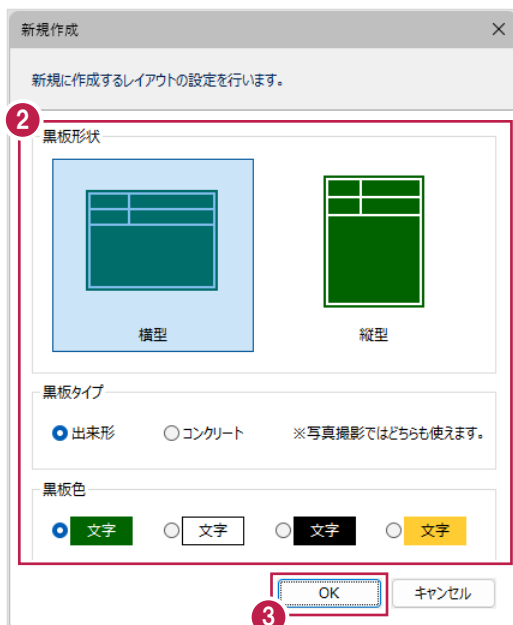 新規作成
新規に作成するレイアウトの設定を行います。
2
黒板形状
横型 縦型
黒板タイプ
出来形 コンクリート ※写真撮影ではどちらも使えます。
黒板色
文字 文字 文字 文字
OK キャンセル
3